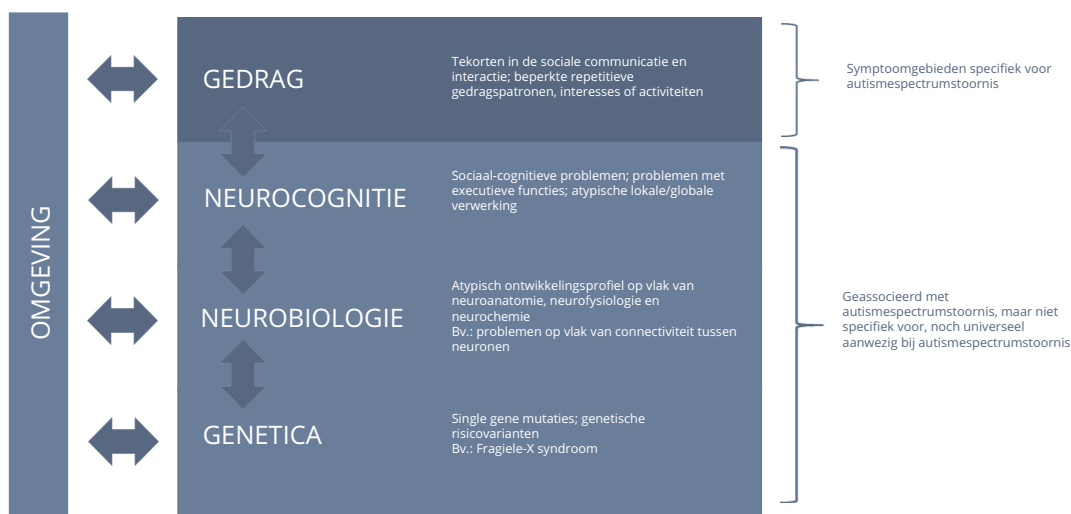 OMGEVING
GEDRAG
Tekorten in de sociale communicatie en
interactie; beperkte repetitieve
gedragspatronen, interesses of activiteiten
Symptoomgebieden specifiek voor
autismespectrumstoornis
NEUROCOGNITIE
Sociaal-cognitieve problemen; problemen met
executieve functies; atypische lokale/globale
verwerking
NEUROBIOLOGIE
Atypisch ontwikkelingsprofiel op vlak van
neuroanatomie, neurofysiologie en
neurochemie
Bv.: problemen op vlak van connectiviteit tussen
neuronen
Geassocieerd met
autismespectrumstoornis, maar niet
specifiek voor, noch universeel
aanwezig bij autismespectrumstoornis
GENETICA
Single gene mutaties; genetische
risicovarianten
Bv.: Fragiele-X syndroom